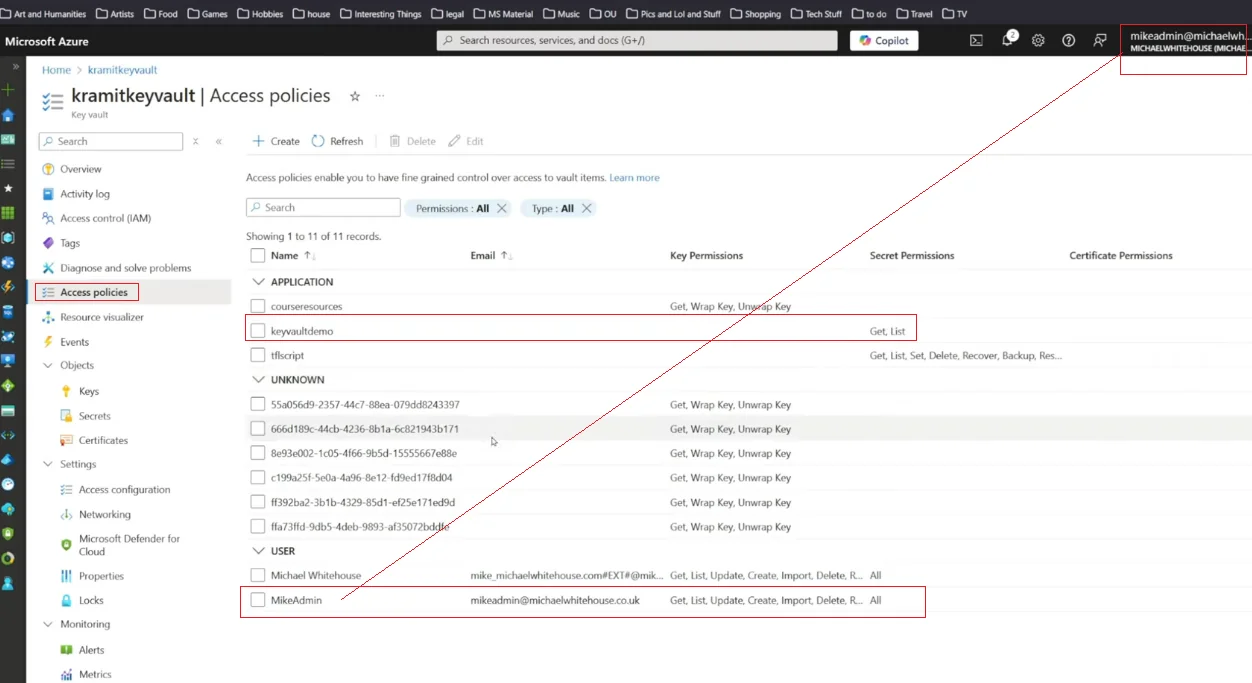 Art and Humanities Artists Food Games Hobbies house Interesting Things legal MS Material Music OU Pics and Lol and Stuff Shopping Tech Stuff to do Travel TV
Microsoft Azure Search resources, services, and docs (G+/) Copilot 2 mikeadmin@michaelwh...
MICHAELWHITEHOUSE (MICHAE...
Home > kramitkeyvault
kramitkeyvault | Access policies
Key vault
Search
Create Refresh Delete Edit
Overview
Activity log
Access control (IAM)
Tags
Diagnose and solve problems
Access policies
Resource visualizer
Events
Objects
Keys
Secrets
Certificates
Settings
Access configuration
Networking
Microsoft Defender for
Cloud
Properties
Locks
Monitoring
Alerts
Metrics
Access policies enable you to have fine grained control over access to vault items. Learn more
Search Permissions : All Type : All
Showing 1 to 11 of 11 records.
Name Email Key Permissions Secret Permissions Certificate Permissions
APPLICATION
courseresources Get, Wrap Key, Unwrap Key
keyvaultdemo Get, List
tflscript Get, List, Set, Delete, Recover, Backup, Res...
UNKNOWN
55a056d9-2357-44c7-88ea-079dd8243397 Get, Wrap Key, Unwrap Key
666d189c-44cb-4236-8b1a-6c821943b171 Get, Wrap Key, Unwrap Key
8e93e002-1c05-4f66-9b5d-15555667e88e Get, Wrap Key, Unwrap Key
c199a25f-5e0a-4a96-8e12-fd9ed17f8d04 Get, Wrap Key, Unwrap Key
ff392ba2-3b1b-4329-85d1-ef25e171ed9d Get, Wrap Key, Unwrap Key
ffa73ffd-9db5-4deb-9893-af35072bddfe Get, Wrap Key, Unwrap Key
USER
Michael Whitehouse mike_michaelwhitehouse.com#EXT#@mik... Get, List, Update, Create, Import, Delete, R... All
MikeAdmin mikeadmin@michaelwhitehouse.co.uk Get, List, Update, Create, Import, Delete, R... All